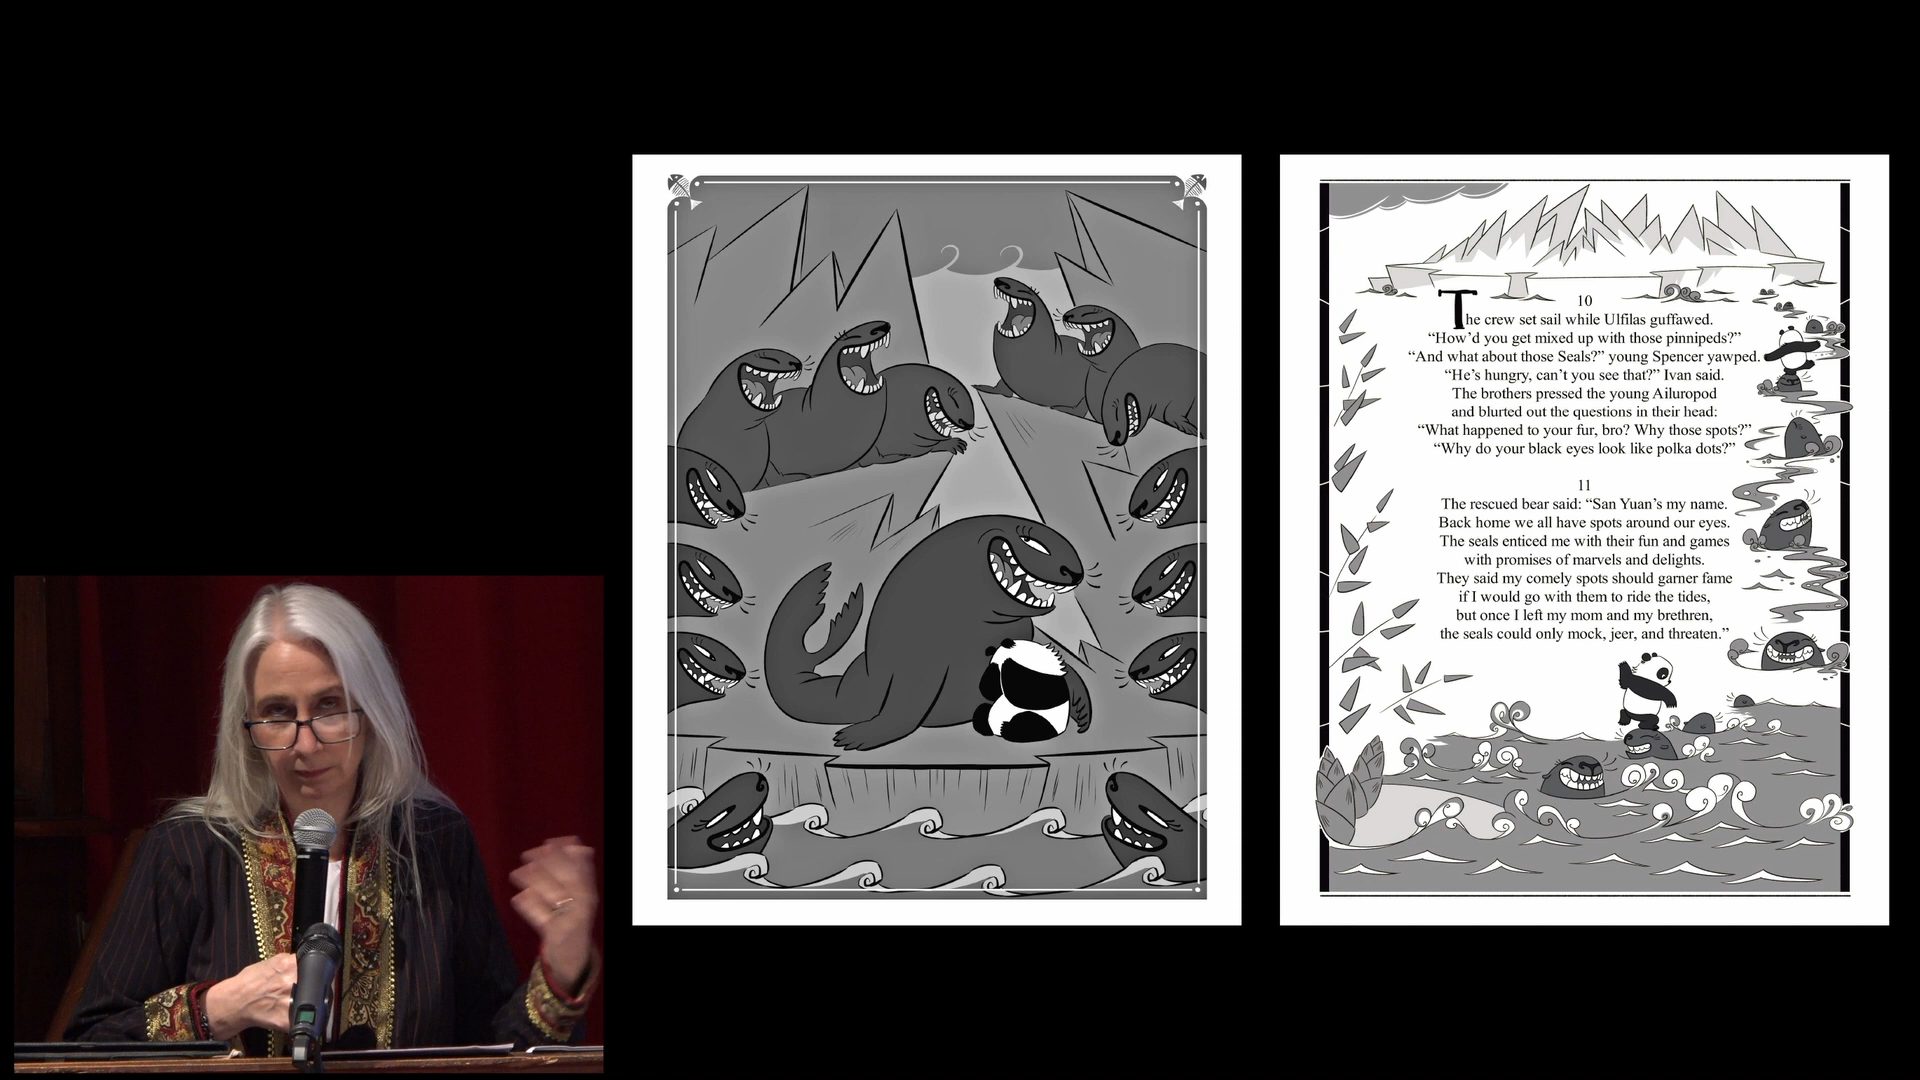 10
The crew set sail while Ulfilas guffawed.
“How’d you get mixed up with those pinnipeds?”
“And what about those Seals?” young Spencer yawped.
“He’s hungry, can’t you see that?” Ivan said.
The brothers pressed the young Ailuropod
and blurted out the questions in their head:
“What happened to your fur, bro? Why those spots?”
“Why do your black eyes look like polka dots?”
11
The rescued bear said: “San Yuan’s my name.
Back home we all have spots around our eyes.
The seals enticed me with their fun and games
with promises of marvels and delights.
They said my comely spots should garner fame
if I would go with them to ride the tides,
but once I left my mom and my brethren,
the seals could only mock, jeer, and threaten.”